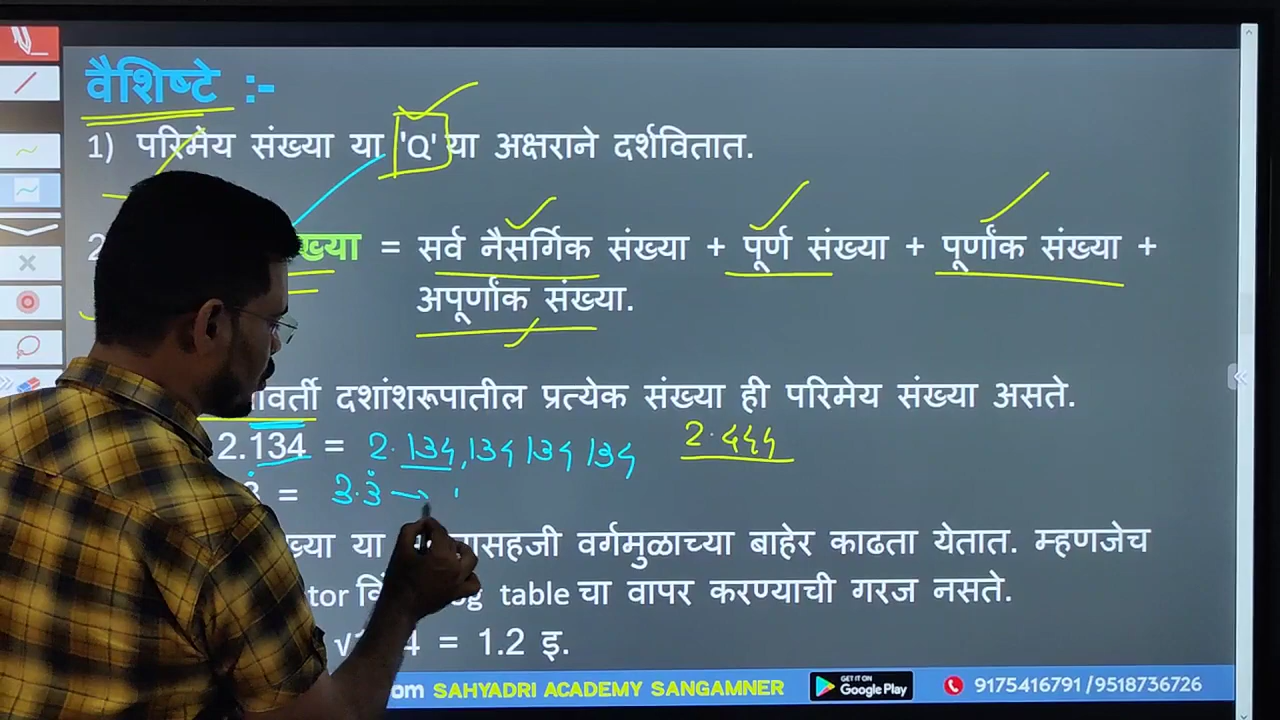 वैशिष्टे :-
1) परिमेय संख्या या 'Q' या अक्षराने दर्शवितात.
ख्या = सर्व नैसर्गिक संख्या + पूर्ण संख्या + पूर्णांक संख्या +
अपूर्णांक संख्या.
वर्ती दशांशरूपातील प्रत्येक संख्या ही परिमेय संख्या असते.
2.134 = 2.134,134 134 134 2.444
= 3.3̇ →
ख्या या सहजी वर्गमुळाच्या बाहेर काढता येतात. म्हणजेच
tor table चा वापर करण्याची गरज नसते.
= 1.2 इ.
om SAHYADRI ACADEMY SANGAMNER GET IT ON Google Play 9175416791 /9518736726